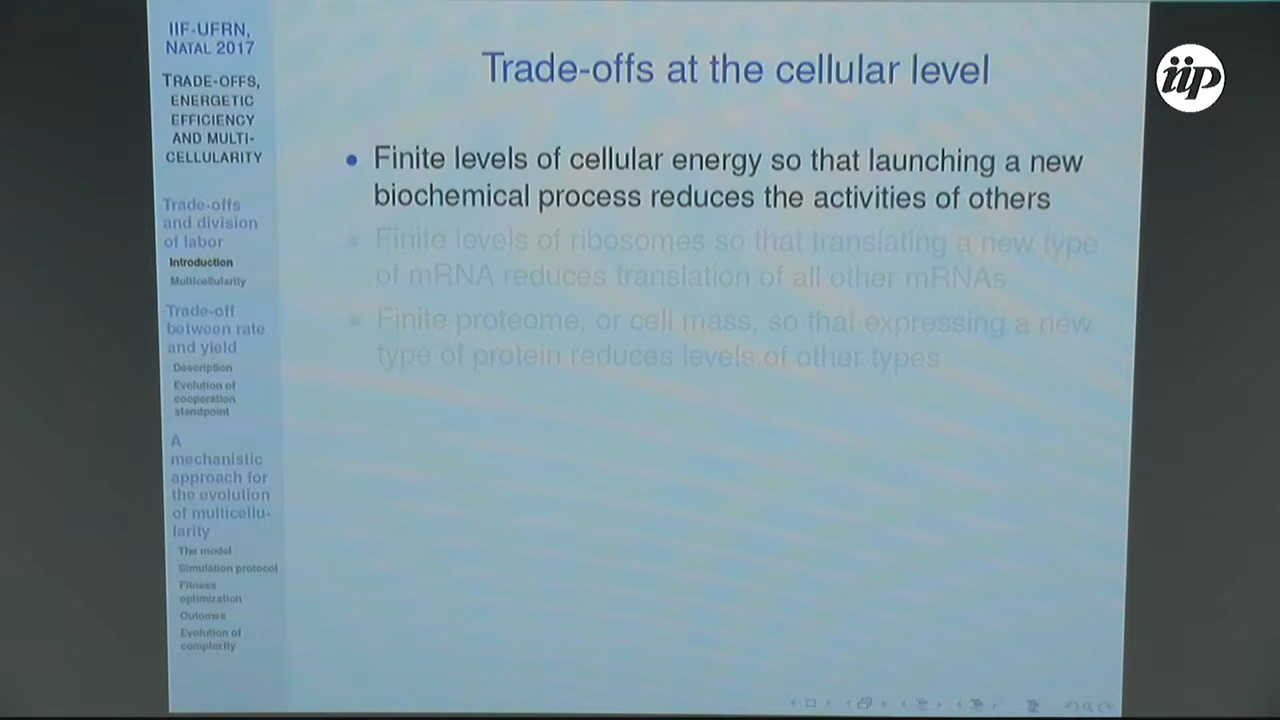 IIF-UFRN,
NATAL 2017
TRADE-OFFS,
ENERGETIC
EFFICIENCY
AND MULTI-
CELLULARITY
Trade-offs
and division
of labor
Introduction
Multicellularity
Trade-off
between rate
and yield
Description
Evolution of
cooperation
standpoint
A
mechanistic
approach for
the evolution
of multicellu-
larity
The model
Simulation protocol
Fitness
optimization
Outomes
Evolution of
complexity
Trade-offs at the cellular level
• Finite levels of cellular energy so that launching a new
biochemical process reduces the activities of others
• Finite levels of ribosomes so that translating a new type
of mRNA reduces translation of all other mRNAs
• Finite proteome, or cell mass, so that expressing a new
type of protein reduces levels of other types
iip